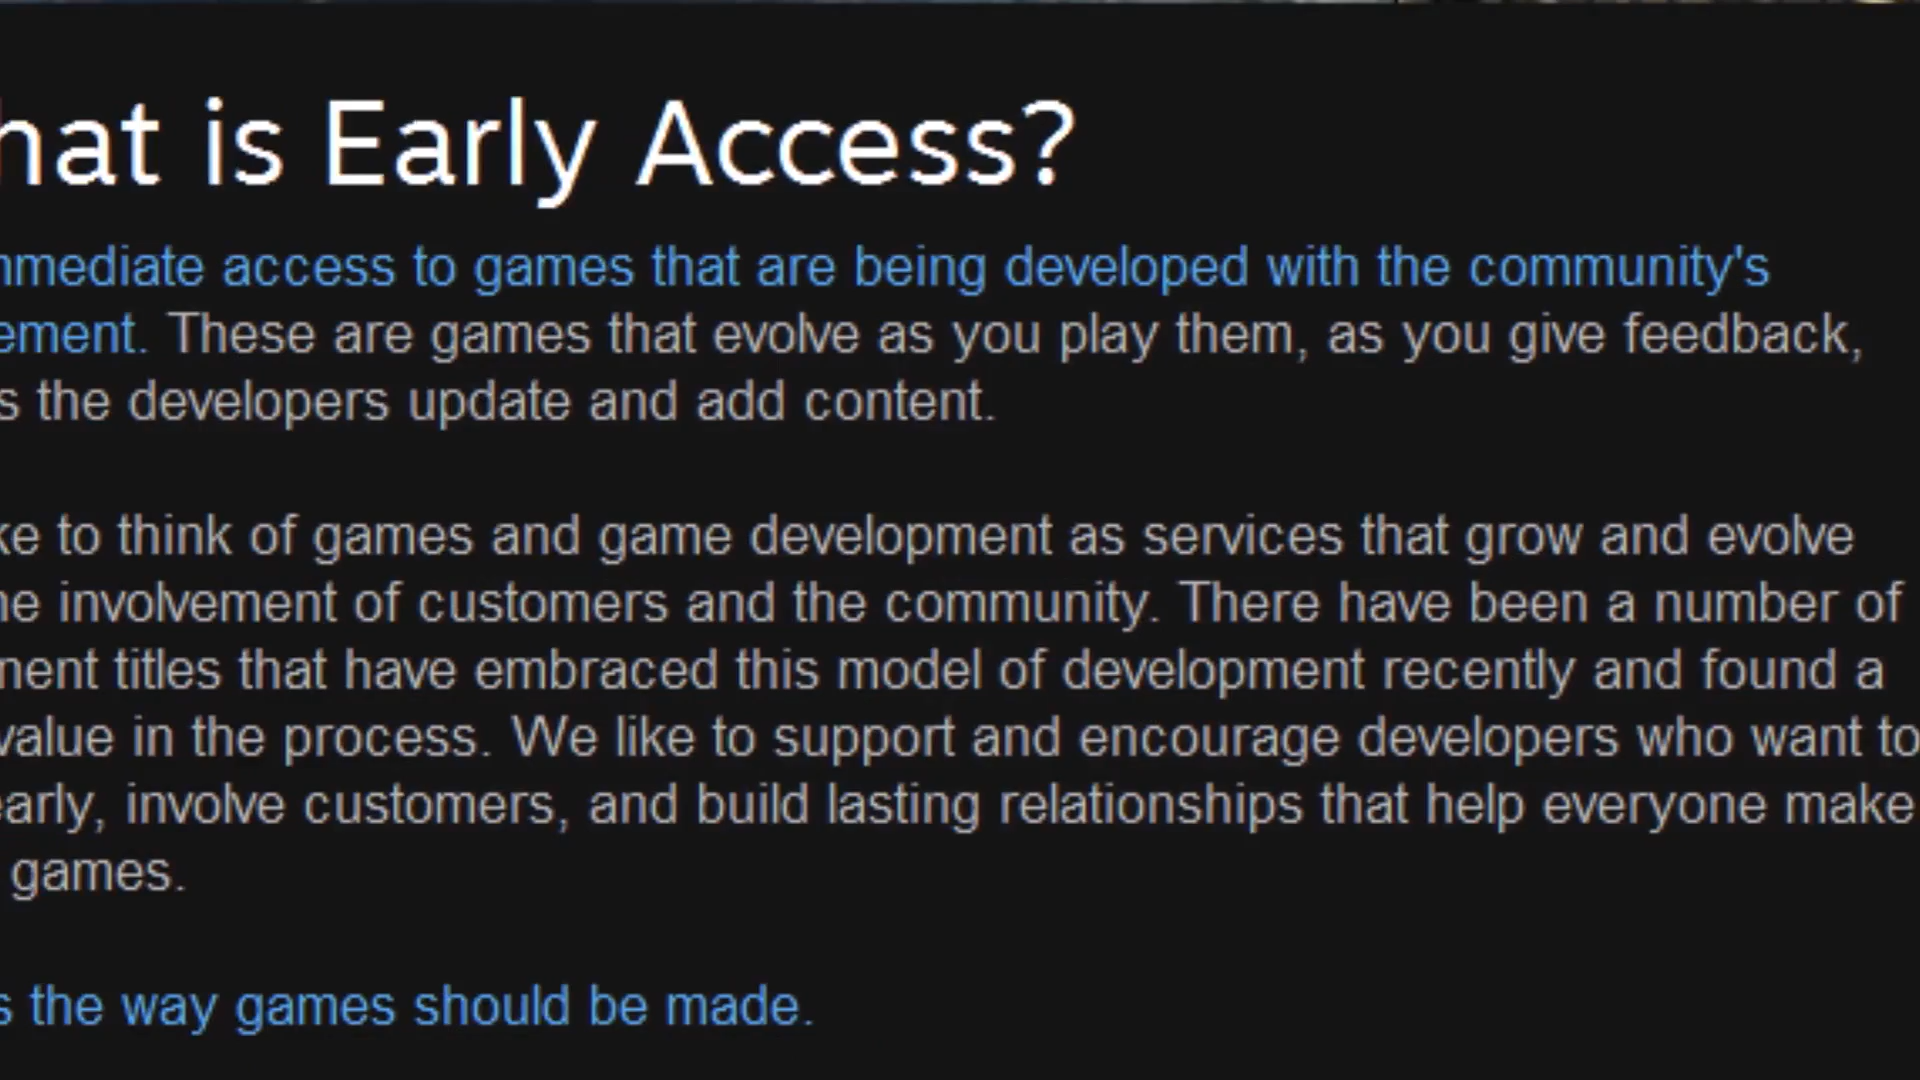 hat is Early Access?
mmediate access to games that are being developed with the community's
ement. These are games that evolve as you play them, as you give feedback,
s the developers update and add content.
ke to think of games and game development as services that grow and evolve
he involvement of customers and the community. There have been a number of
nent titles that have embraced this model of development recently and found a
value in the process. We like to support and encourage developers who want to
early, involve customers, and build lasting relationships that help everyone make
games.
s the way games should be made.